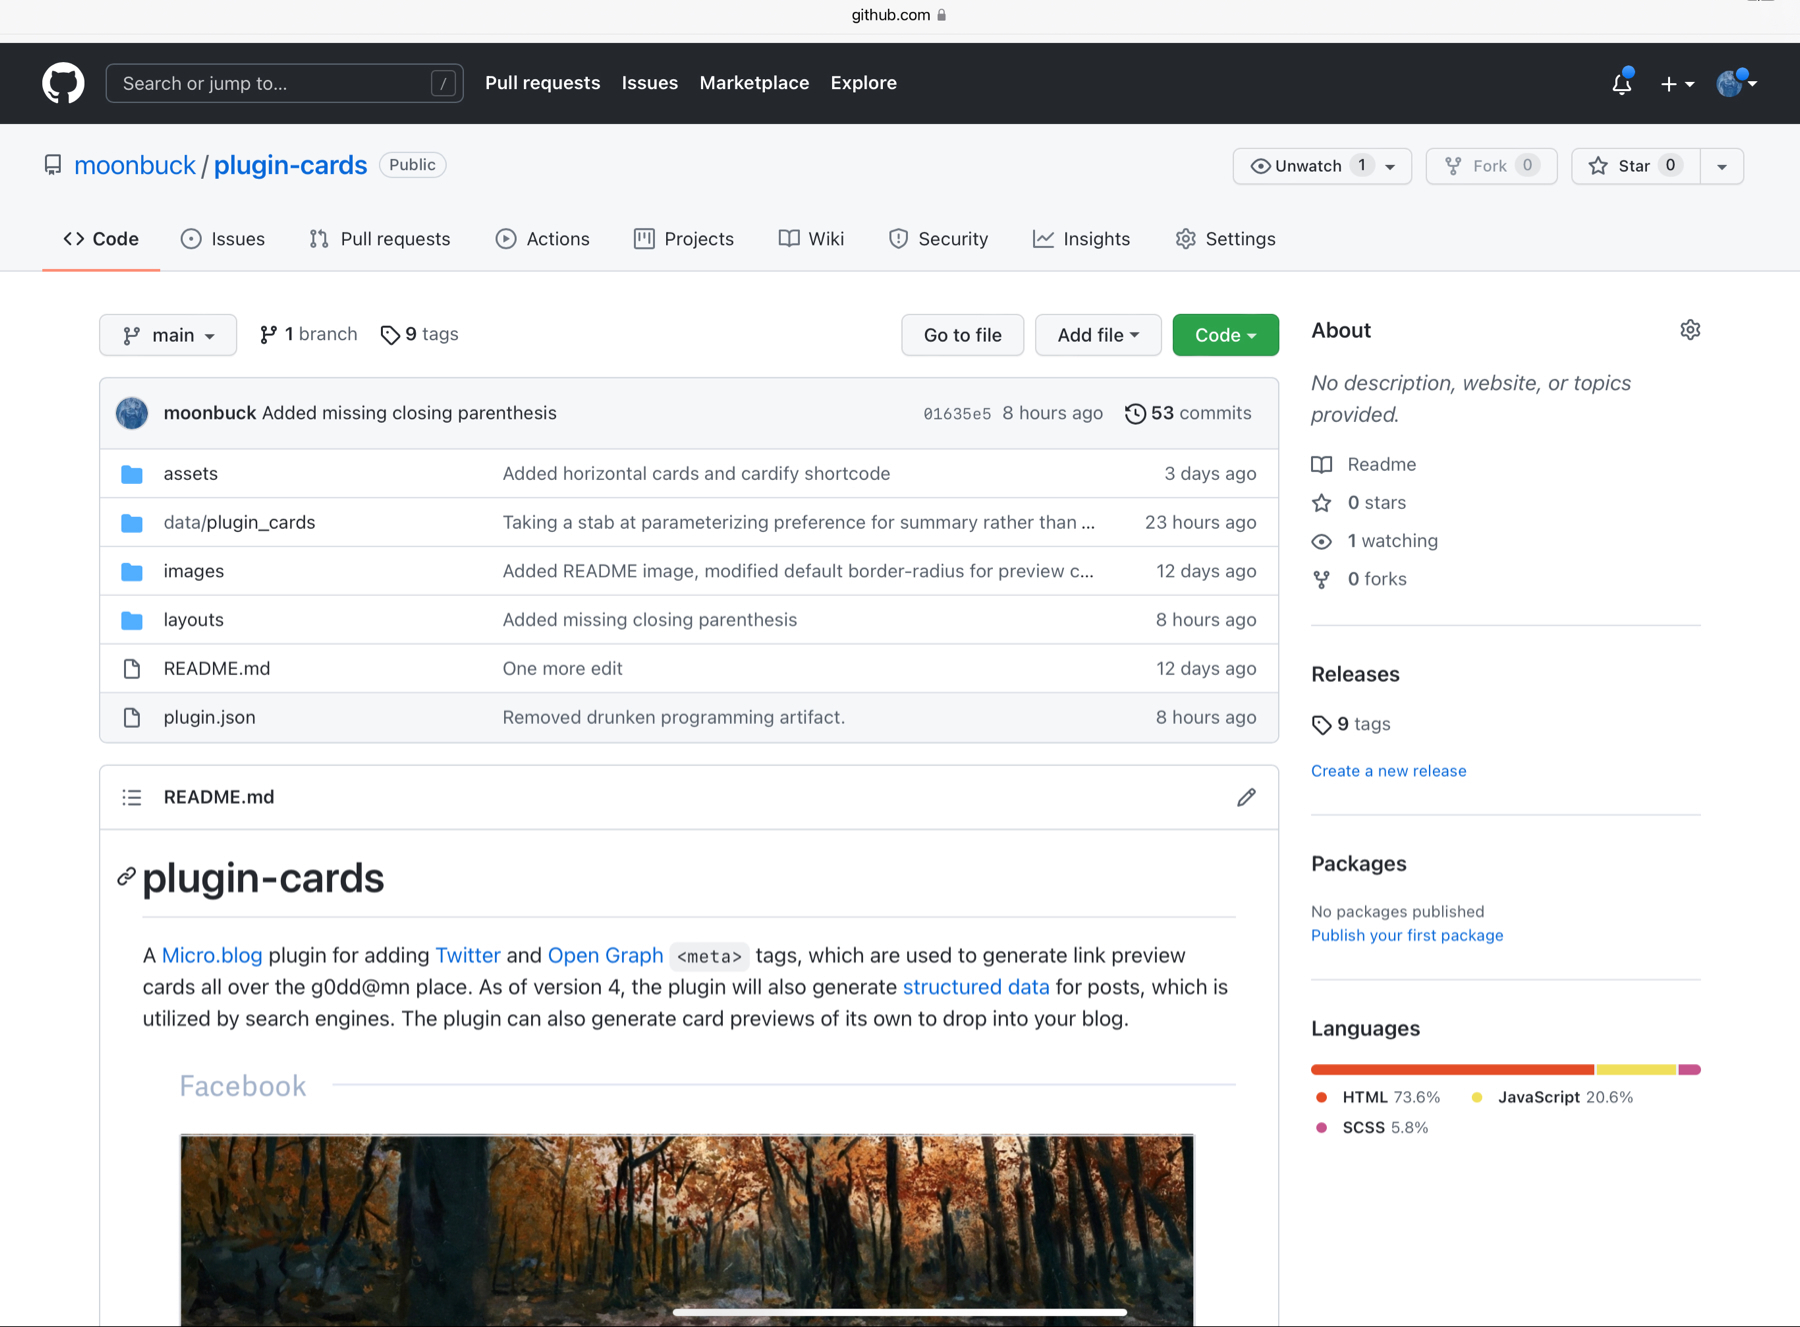 github.com
Search or jump to... / Pull requests Issues Marketplace Explore
moonbuck / plugin-cards Public Unwatch 1 Fork 0 Star 0
Code Issues Pull requests Actions Projects Wiki Security Insights Settings
main 1 branch 9 tags Go to file Add file Code
moonbuck Added missing closing parenthesis 01635e5 8 hours ago 53 commits
assets Added horizontal cards and cardify shortcode 3 days ago
data/plugin_cards Taking a stab at parameterizing preference for summary rather than ... 23 hours ago
images Added README image, modified default border-radius for preview c... 12 days ago
layouts Added missing closing parenthesis 8 hours ago
README.md One more edit 12 days ago
plugin.json Removed drunken programming artifact. 8 hours ago
README.md
plugin-cards
A Micro.blog plugin for adding Twitter and Open Graph <meta> tags, which are used to generate link preview
cards all over the g0dd@mn place. As of version 4, the plugin will also generate structured data for posts, which is
utilized by search engines. The plugin can also generate card previews of its own to drop into your blog.
Facebook
About
No description, website, or topics
provided.
Readme
0 stars
1 watching
0 forks
Releases
9 tags
Create a new release
Packages
No packages published
Publish your first package
Languages
HTML 73.6% JavaScript 20.6%
SCSS 5.8%